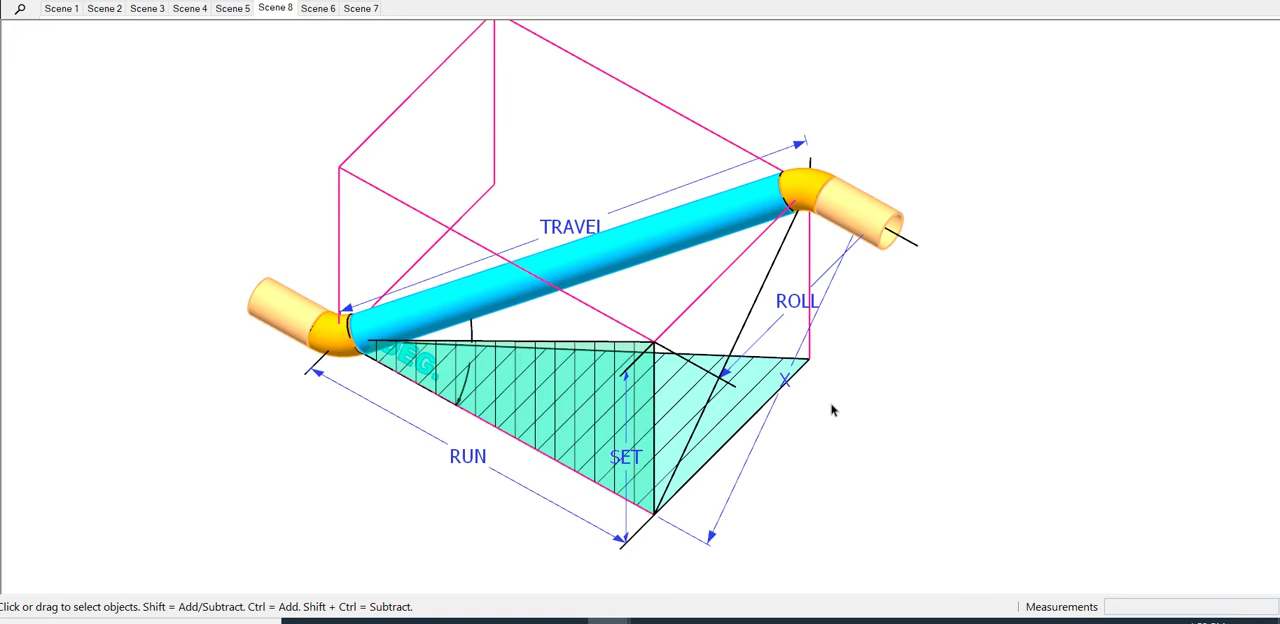 Scene 1 Scene 2 Scene 3 Scene 4 Scene 5 Scene 8 Scene 6 Scene 7
TRAVEL
ROLL
EG.
X
RUN
SET
Click or drag to select objects. Shift = Add/Subtract. Ctrl = Add. Shift + Ctrl = Subtract.
Measurements